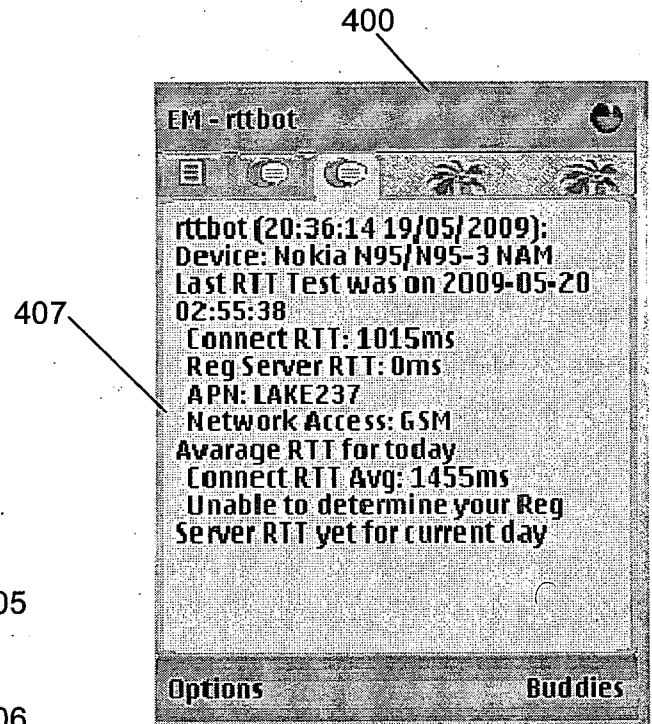 400
EM - rttbot
rttbot (20:36:14 19/05/2009):
Device: Nokia N95/N95-3 NAM
Last RTT Test was on 2009-05-20
02:55:38
Connect RTT: 1015ms
Reg Server RTT: 0ms
APN: LAKE237
Network Access: GSM
Avarage RTT for today
Connect RTT Avg: 1455ms
Unable to determine your Reg
Server RTT yet for current day
407
05
06
Options Buddies